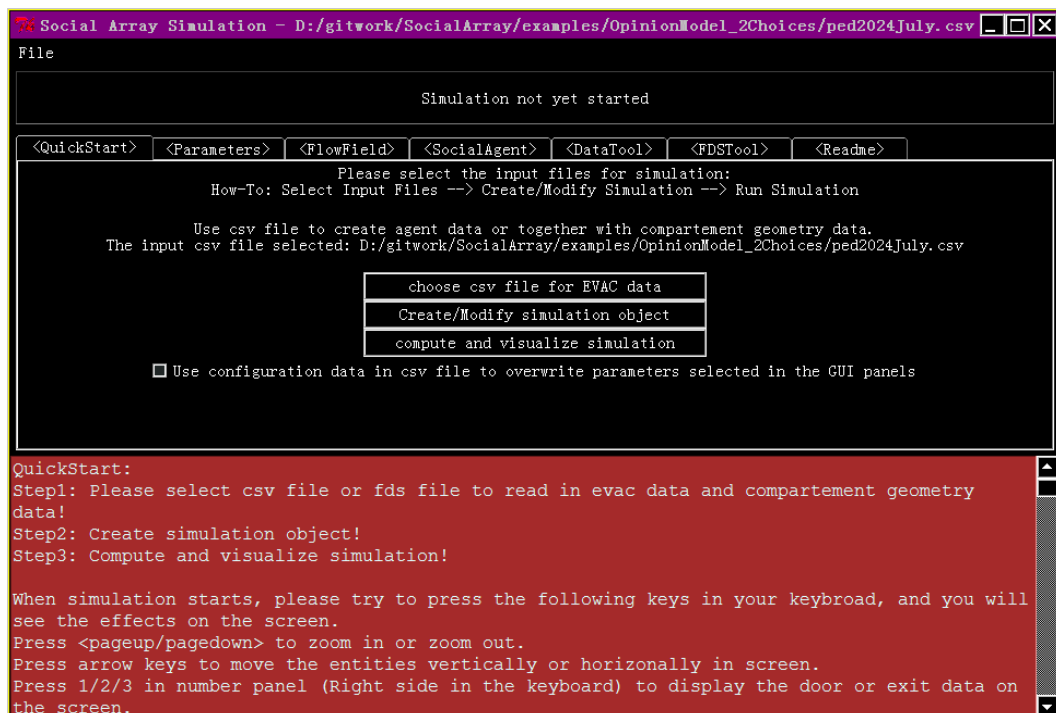 Social Array Simulation - D:/gitwork/SocialArray/examples/OpinionModel_2Choices/ped2024July.csv
File
Simulation not yet started
<QuickStart> <Parameters> <FlowField> <SocialAgent> <DataTool> <FDSTool> <Readme>
Please select the input files for simulation:
How-To: Select Input Files --> Create/Modify Simulation --> Run Simulation
Use csv file to create agent data or together with compartement geometry data.
The input csv file selected: D:/gitwork/SocialArray/examples/OpinionModel_2Choices/ped2024July.csv
choose csv file for EVAC data
Create/Modify simulation object
compute and visualize simulation
Use configuration data in csv file to overwrite parameters selected in the GUI panels
QuickStart:
Step1: Please select csv file or fds file to read in evac data and compartement geometry
data!
Step2: Create simulation object!
Step3: Compute and visualize simulation!
When simulation starts, please try to press the following keys in your keybroad, and you will
see the effects on the screen.
Press <pageup/pagedown> to zoom in or zoom out.
Press arrow keys to move the entities vertically or horizonally in screen.
Press 1/2/3 in number panel (Right side in the keyboard) to display the door or exit data on
the screen.